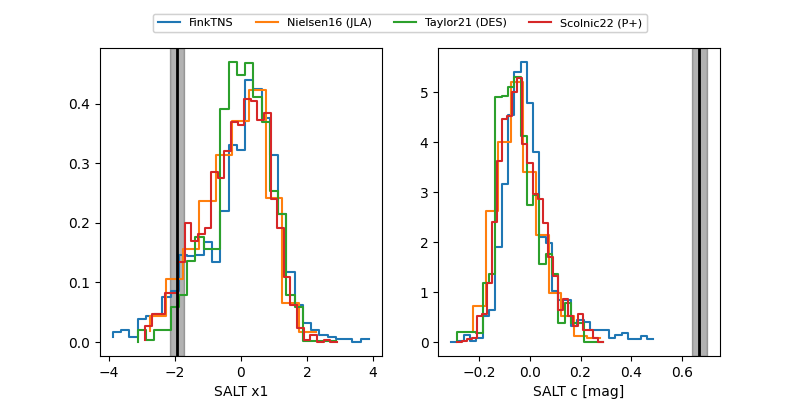 FinkTNS Nielsen16 (JLA) Taylor21 (DES) Scolnic22 (P+)
0.4
0.3
0.2
0.1
0.0
−4 −2 0 2 4
SALT x1
5
4
3
2
1
0
−0.2 0.0 0.2 0.4 0.6
SALT c [mag]